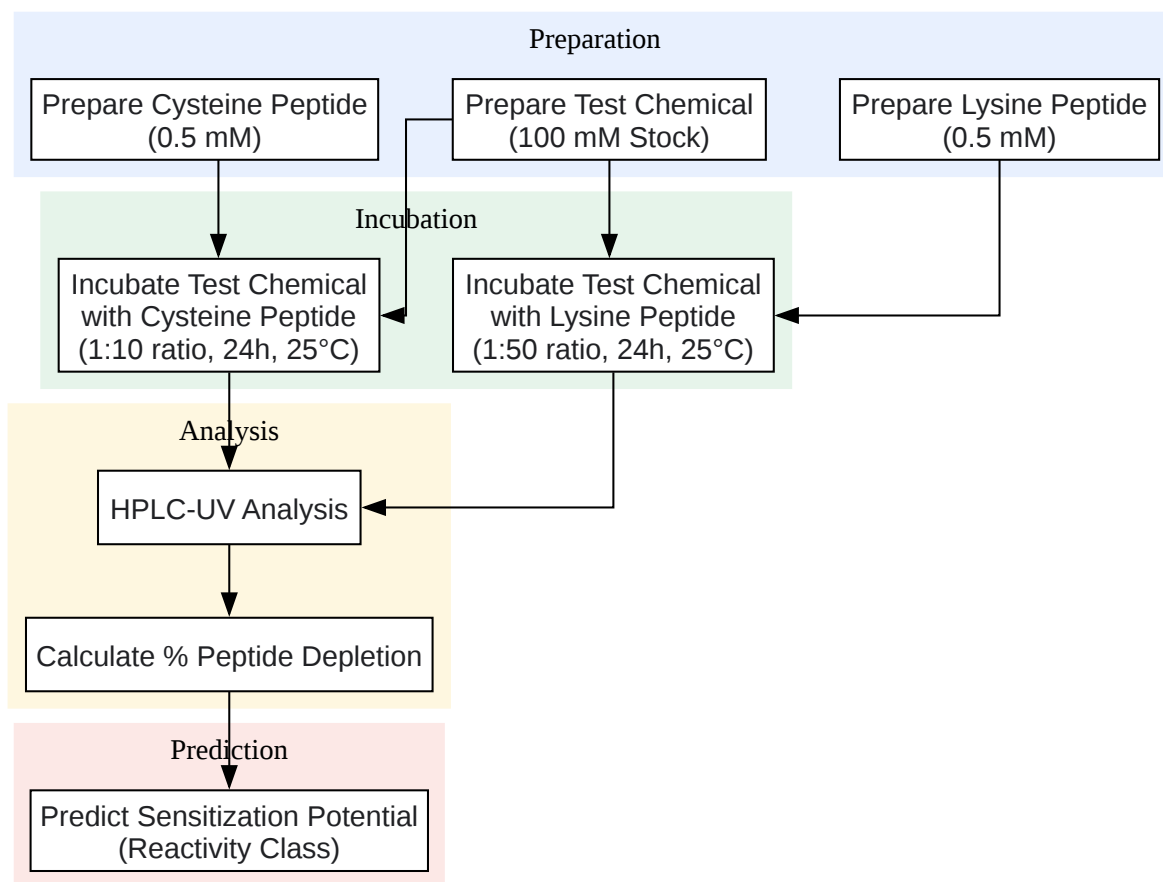 Preparation
Prepare Cysteine Peptide
(0.5 mM)
Prepare Test Chemical
(100 mM Stock)
Prepare Lysine Peptide
(0.5 mM)
Incubation
Incubate Test Chemical
with Cysteine Peptide
(1:10 ratio, 24h, 25°C)
Incubate Test Chemical
with Lysine Peptide
(1:50 ratio, 24h, 25°C)
Analysis
HPLC-UV Analysis
Calculate % Peptide Depletion
Prediction
Predict Sensitization Potential
(Reactivity Class)